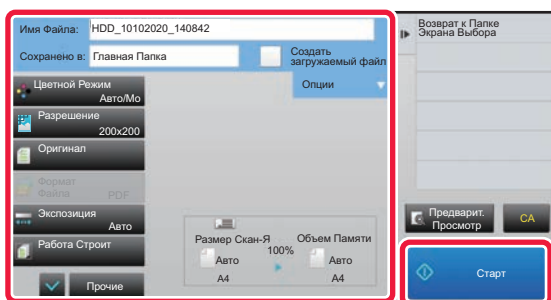 Имя Файла:
HDD_10102020_140842
Сохранено в:
Главная Папка
Создать
загружаемый файл
Цветной Режим
Авто/Мо
Опции
Разрешение
200x200
Оригинал
Формат
Файла
PDF
Экспозиция
Авто
Работа Строит
Прочие
Размер Скан-Я
Авто
A4
100%
Объем Памяти
Авто
A4
Возврат к Папке
Экрана Выбора
Предварит.
Просмотр
CA
Старт